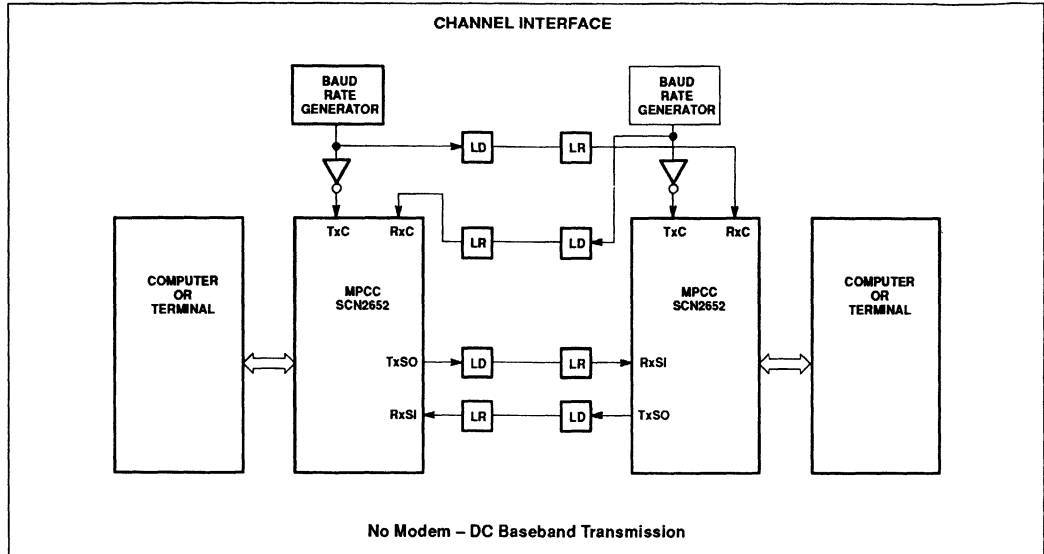 CHANNEL INTERFACE
BAUD
RATE
GENERATOR
BAUD
RATE
GENERATOR
LD
LR
TxC
RxC
LR
LD
TxC
RxC
COMPUTER
OR
TERMINAL
MPCC
SCN2652
MPCC
SCN2652
COMPUTER
OR
TERMINAL
TxSO
LD
LR
RxSI
RxSI
LR
LD
TxSO
No Modem – DC Baseband Transmission